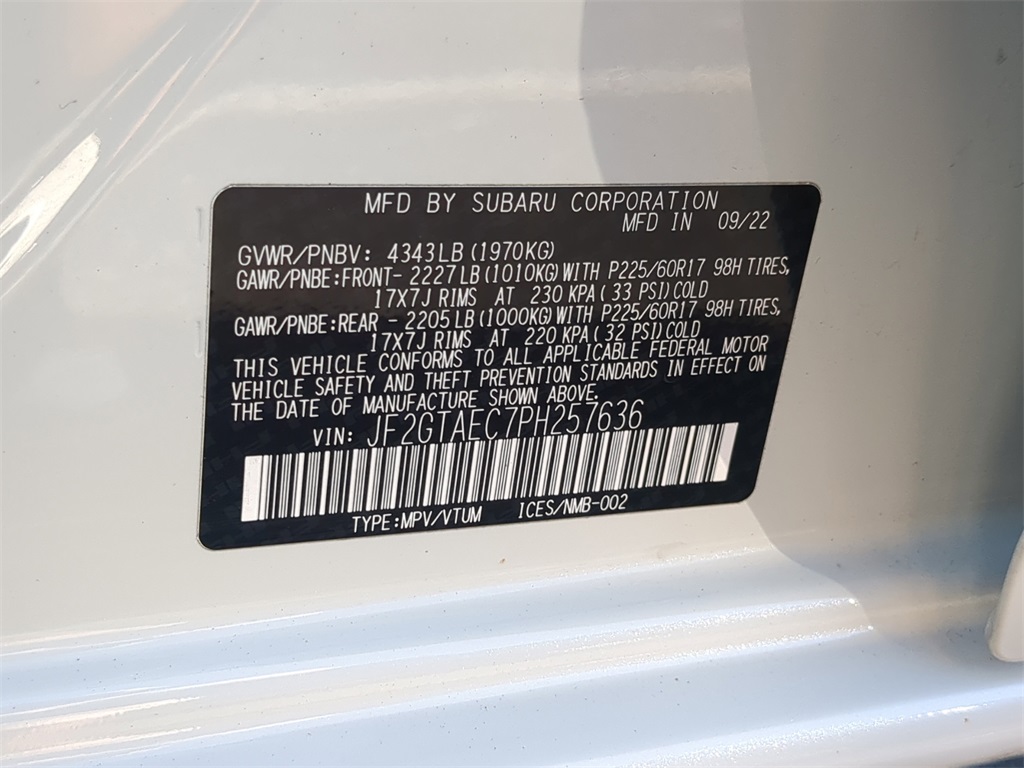 MFD BY SUBARU CORPORATION
MFD IN 09/22
GVWR/PNBV: 4343LB (1970KG)
GAWR/PNBE:FRONT- 2227LB (1010KG) WITH P225/60R17 98H TIRES,
17X7J RIMS AT 230 KPA ( 33 PSI) COLD
GAWR/PNBE:REAR - 2205LB (1000KG) WITH P225/60R17 98H TIRES,
17X7J RIMS AT 220 KPA ( 32 PSI) COLD
THIS VEHICLE CONFORMS TO ALL APPLICABLE FEDERAL MOTOR
VEHICLE SAFETY AND THEFT PREVENTION STANDARDS IN EFFECT ON
THE DATE OF MANUFACTURE SHOWN ABOVE.
VIN: JF2GTAEC7PH257636
TYPE:MPV/VTUM ICES/NMB-002